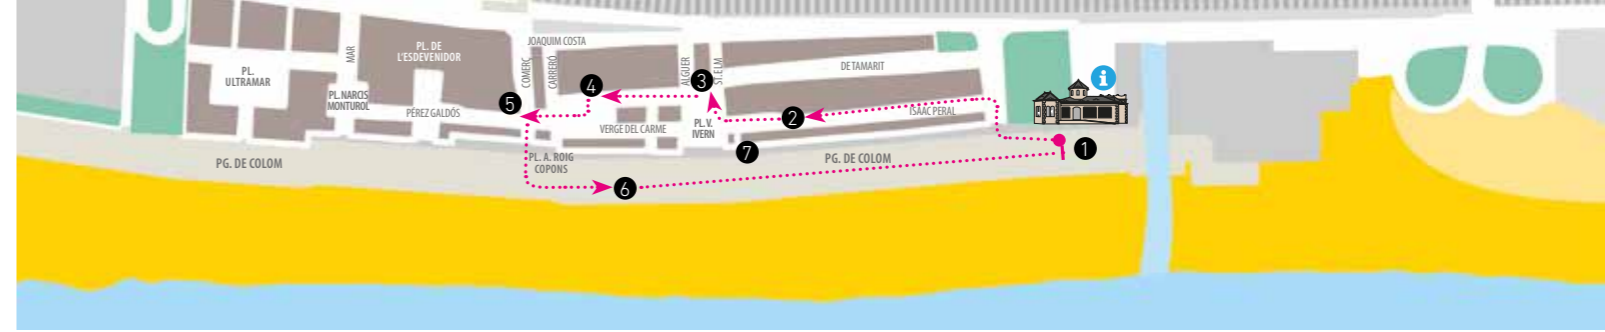 JOAQUIM COSTA
MAR
PL. DE
L'ESDEVENIDOR
COMERÇ
CARRERÓ
ALGUER
ST. ELM
DE TAMARIT
PL.
ULTRAMAR
PL. NARCIS
MONTUROL
PÉREZ GALDÓS
5
4
3
2
ISAAC PERAL
i
VERGE DEL CARME
PL. V.
IVERN
7
1
PG. DE COLOM
PL. A. ROIG
COPONS
PG. DE COLOM
6